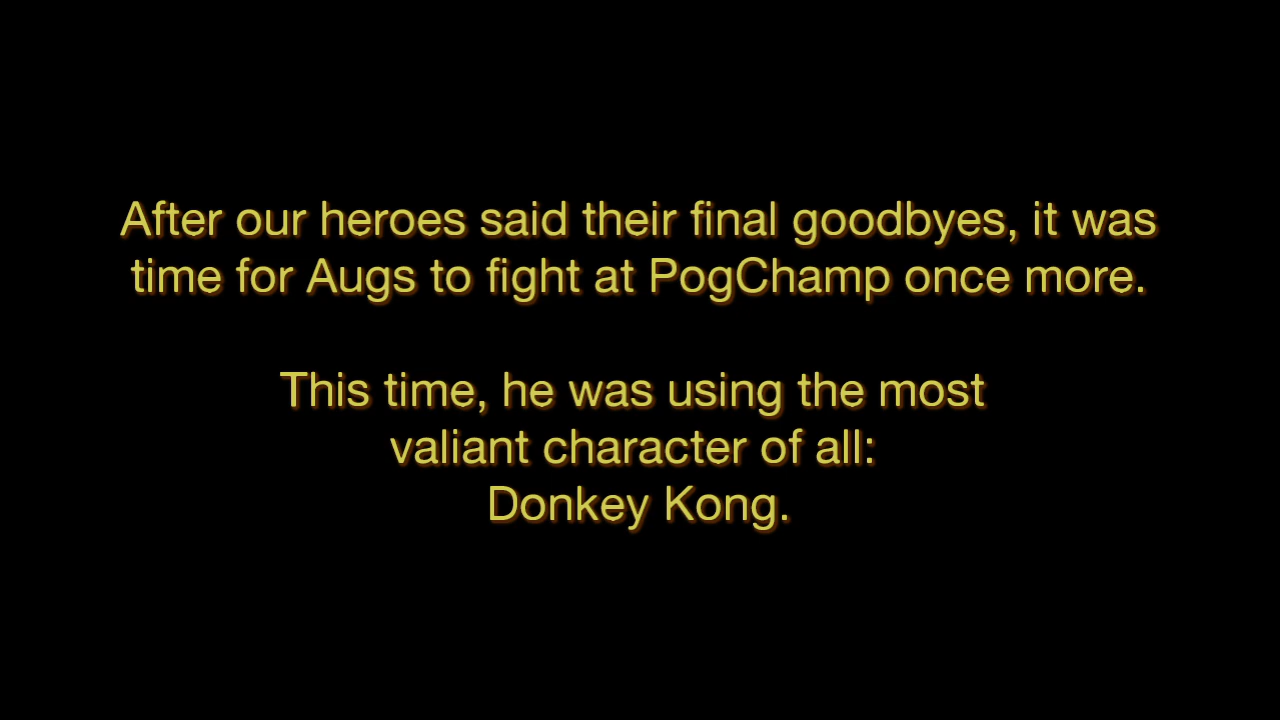 After our heroes said their final goodbyes, it was
time for Augs to fight at PogChamp once more.
This time, he was using the most
valiant character of all:
Donkey Kong.